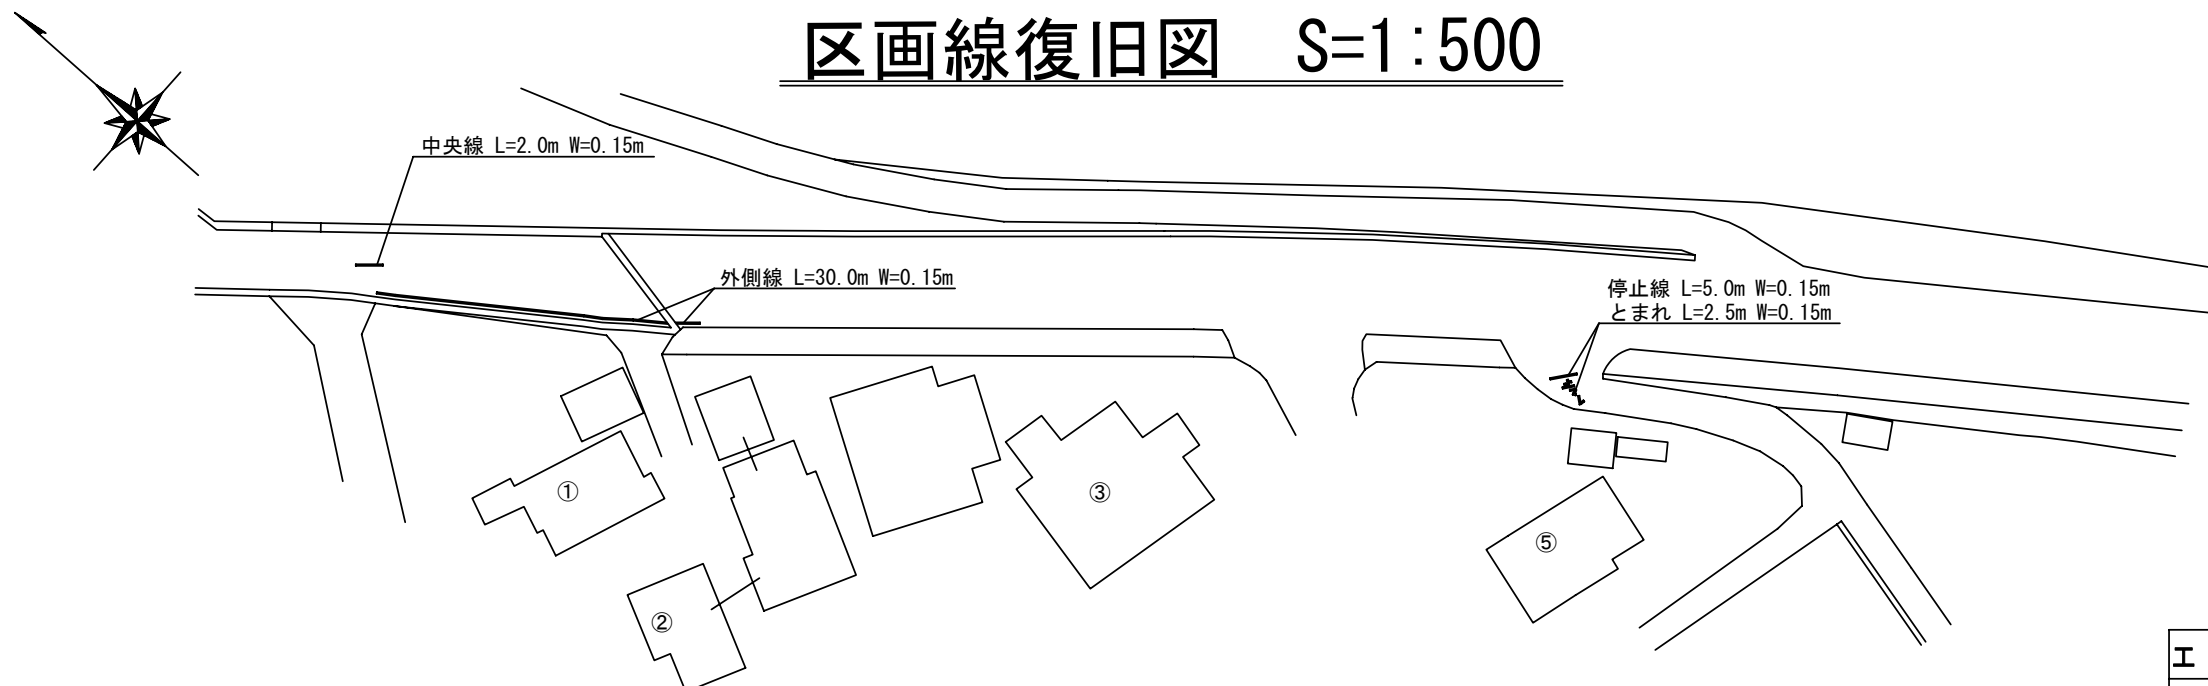 区画線復旧図 S=1:500
中央線 L=2.0m W=0.15m
外側線 L=30.0m W=0.15m
停止線 L=5.0m W=0.15m
とまれ L=2.5m W=0.15m
①
③
⑤
②
工